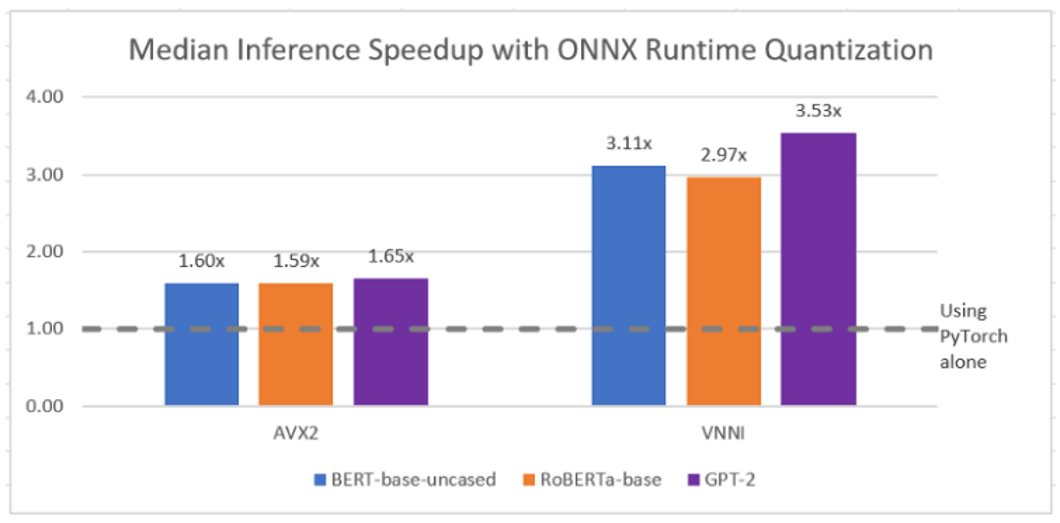 Median Inference Speedup with ONNX Runtime Quantization
4.00
3.00
2.00
1.00
0.00
1.60x
1.59x
1.65x
3.11x
2.97x
3.53x
Using
PyTorch
alone
AVX2
VNNI
BERT-base-uncased
RoBERTa-base
GPT-2